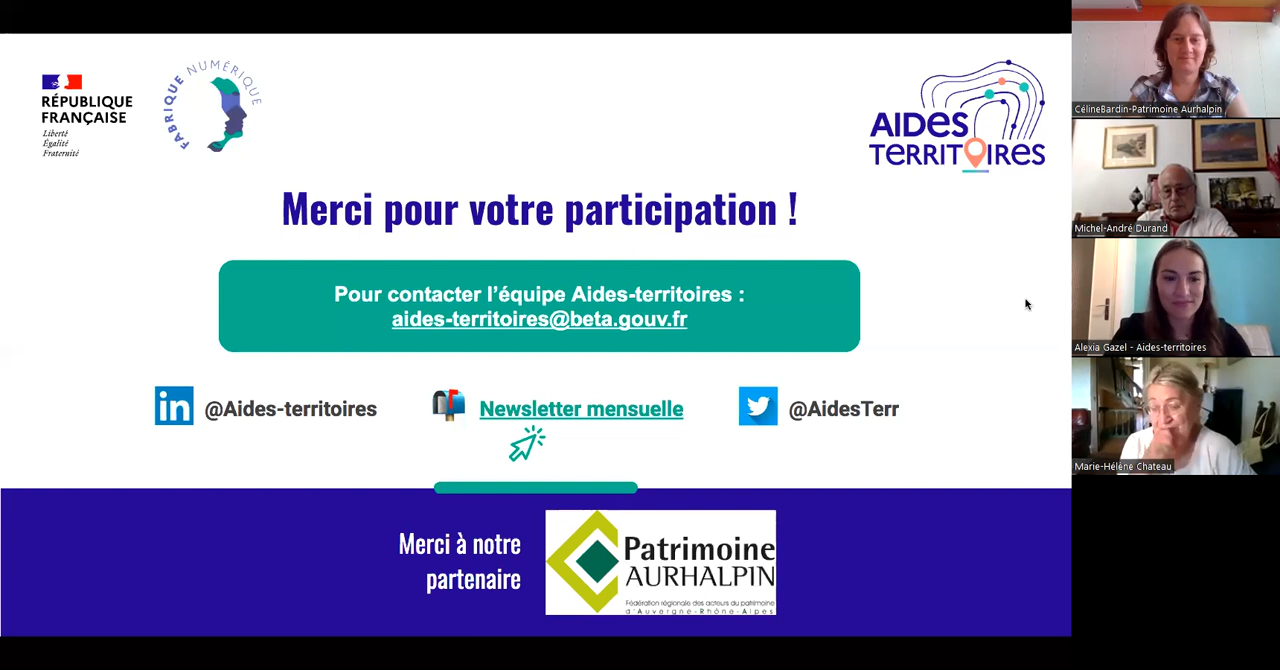 RÉPUBLIQUE
FRANÇAISE
Liberté
Égalité
Fraternité
FABRIQUE NUMÉRIQUE
AIDES
TERRITOIRES
Merci pour votre participation !
Pour contacter l'équipe Aides-territoires :
aides-territoires@beta.gouv.fr
in @Aides-territoires
Newsletter mensuelle
@AidesTerr
Merci à notre
partenaire
Patrimoine
AURHALPIN
Fédération régionale des acteurs du patrimoine
d'Auvergne-Rhône-Alpes
CélineBardin-Patrimoine Aurhalpin
Michel-André Durand
Alexia Gazel - Aides-territoires
Marie-Hélène Chateau